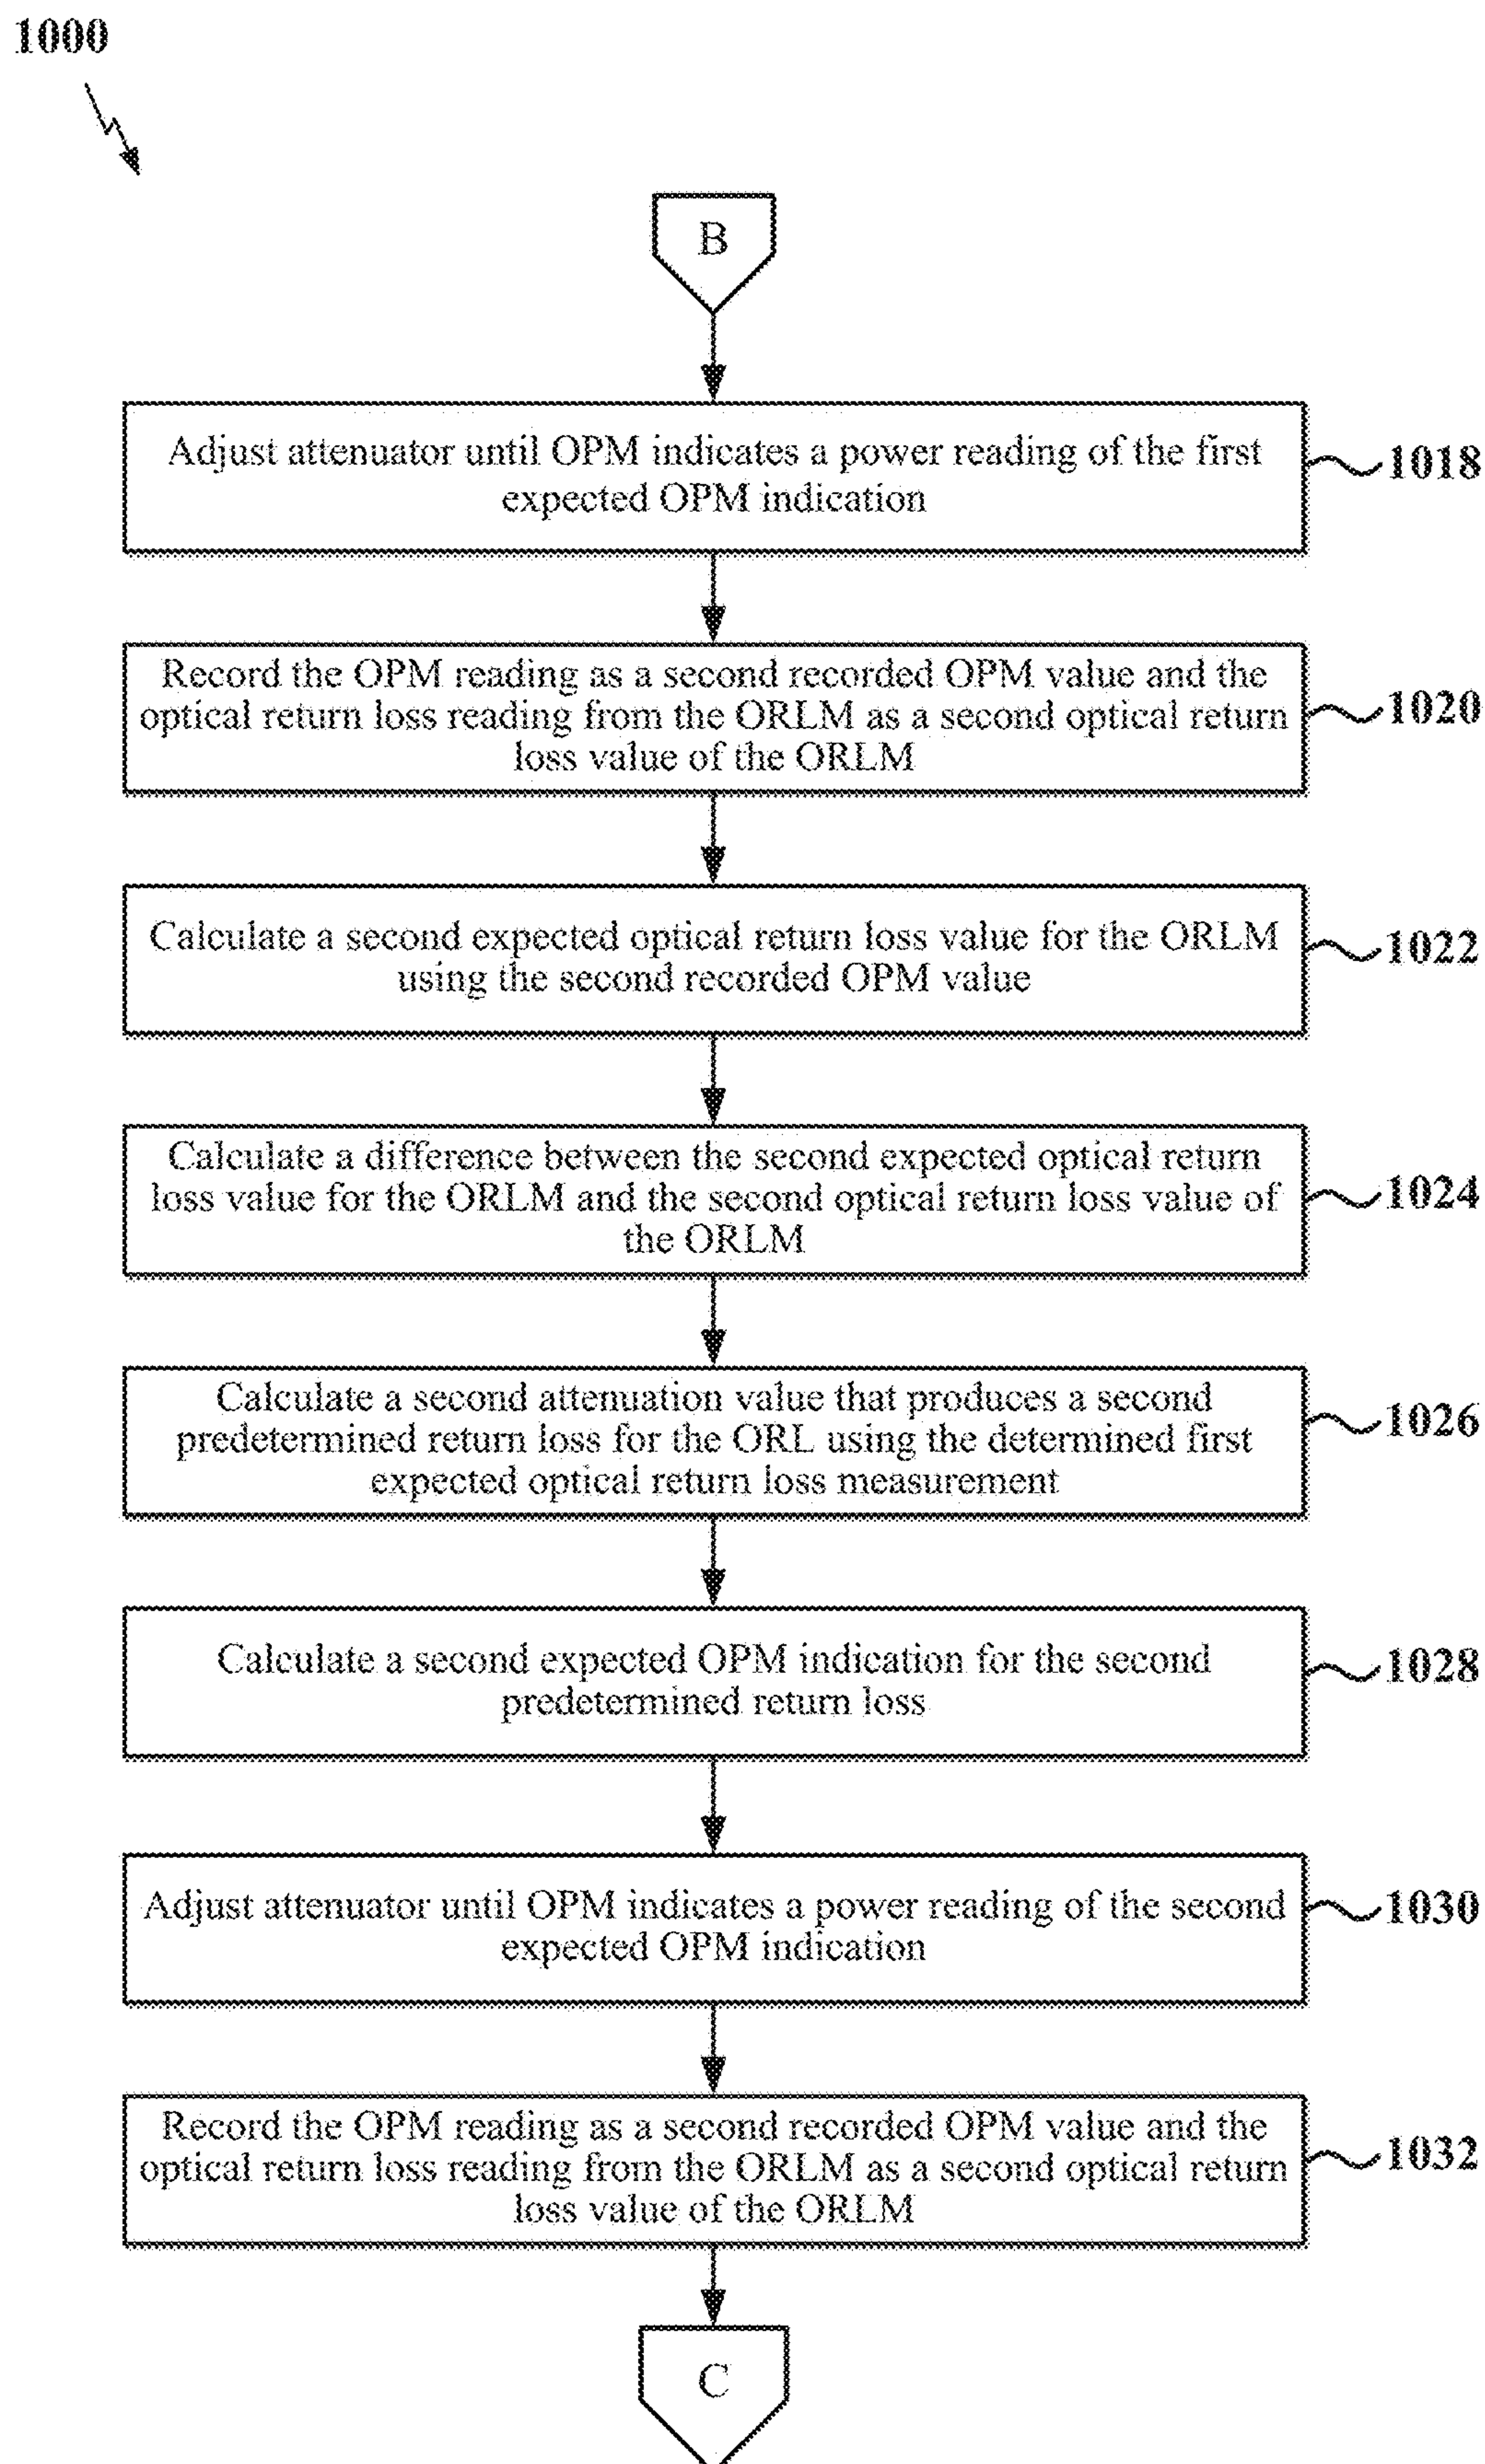 1000
B
Adjust attenuator until OPM indicates a power reading of the first
expected OPM indication
1018
Record the OPM reading as a second recorded OPM value and the
optical return loss reading from the ORLM as a second optical return
loss value of the ORLM
1020
Calculate a second expected optical return loss value for the ORLM
using the second recorded OPM value
1022
Calculate a difference between the second expected optical return
loss value for the ORLM and the second optical return loss value of
the ORLM
1024
Calculate a second attenuation value that produces a second
predetermined return loss for the ORL using the determined first
expected optical return loss measurement
1026
Calculate a second expected OPM indication for the second
predetermined return loss
1028
Adjust attenuator until OPM indicates a power reading of the second
expected OPM indication
1030
Record the OPM reading as a second recorded OPM value and the
optical return loss reading from the ORLM as a second optical return
loss value of the ORLM
1032
C